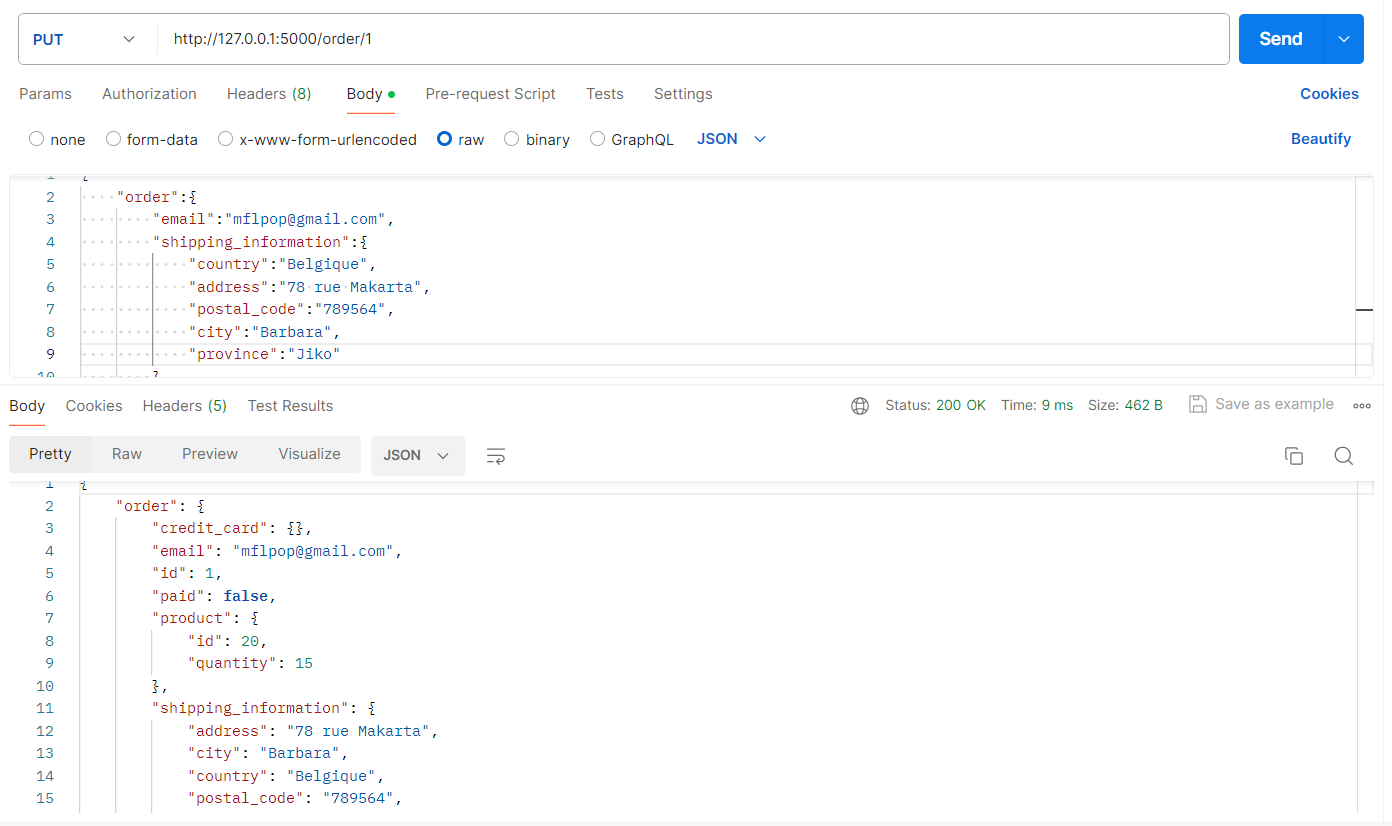 PUT http://127.0.0.1:5000/order/1 Send
Params Authorization Headers (8) Body Pre-request Script Tests Settings Cookies
none form-data x-www-form-urlencoded raw binary GraphQL JSON Beautify
1 {
2 "order":{
3 "email":"mflpop@gmail.com",
4 "shipping_information":{
5 "country":"Belgique",
6 "address":"78 rue Makarta",
7 "postal_code":"789564",
8 "city":"Barbara",
9 "province":"Jiko"
10 }
Body Cookies Headers (5) Test Results Status: 200 OK Time: 9 ms Size: 462 B Save as example
Pretty Raw Preview Visualize JSON
1 {
2 "order": {
3 "credit_card": {},
4 "email": "mflpop@gmail.com",
5 "id": 1,
6 "paid": false,
7 "product": {
8 "id": 20,
9 "quantity": 15
10 },
11 "shipping_information": {
12 "address": "78 rue Makarta",
13 "city": "Barbara",
14 "country": "Belgique",
15 "postal_code": "789564",